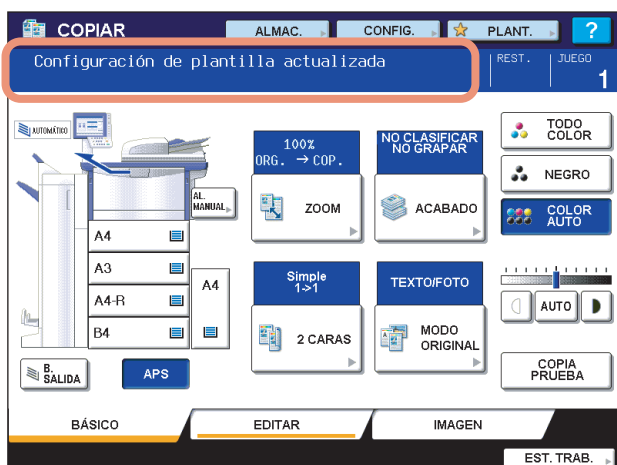 COPIAR
ALMAC.
CONFIG.
PLANT.
?
Configuración de plantilla actualizada
REST.
JUEGO
1
AUTOMÁTICO
AL.
MANUAL
A4
A3
A4-R
B4
A4
B.
SALIDA
APS
100%
ORG. → COP.
ZOOM
NO CLASIFICAR
NO GRAPAR
ACABADO
Simple
1->1
2 CARAS
TEXTO/FOTO
MODO
ORIGINAL
TODO
COLOR
NEGRO
COLOR
AUTO
AUTO
COPIA
PRUEBA
BÁSICO
EDITAR
IMAGEN
EST. TRAB.